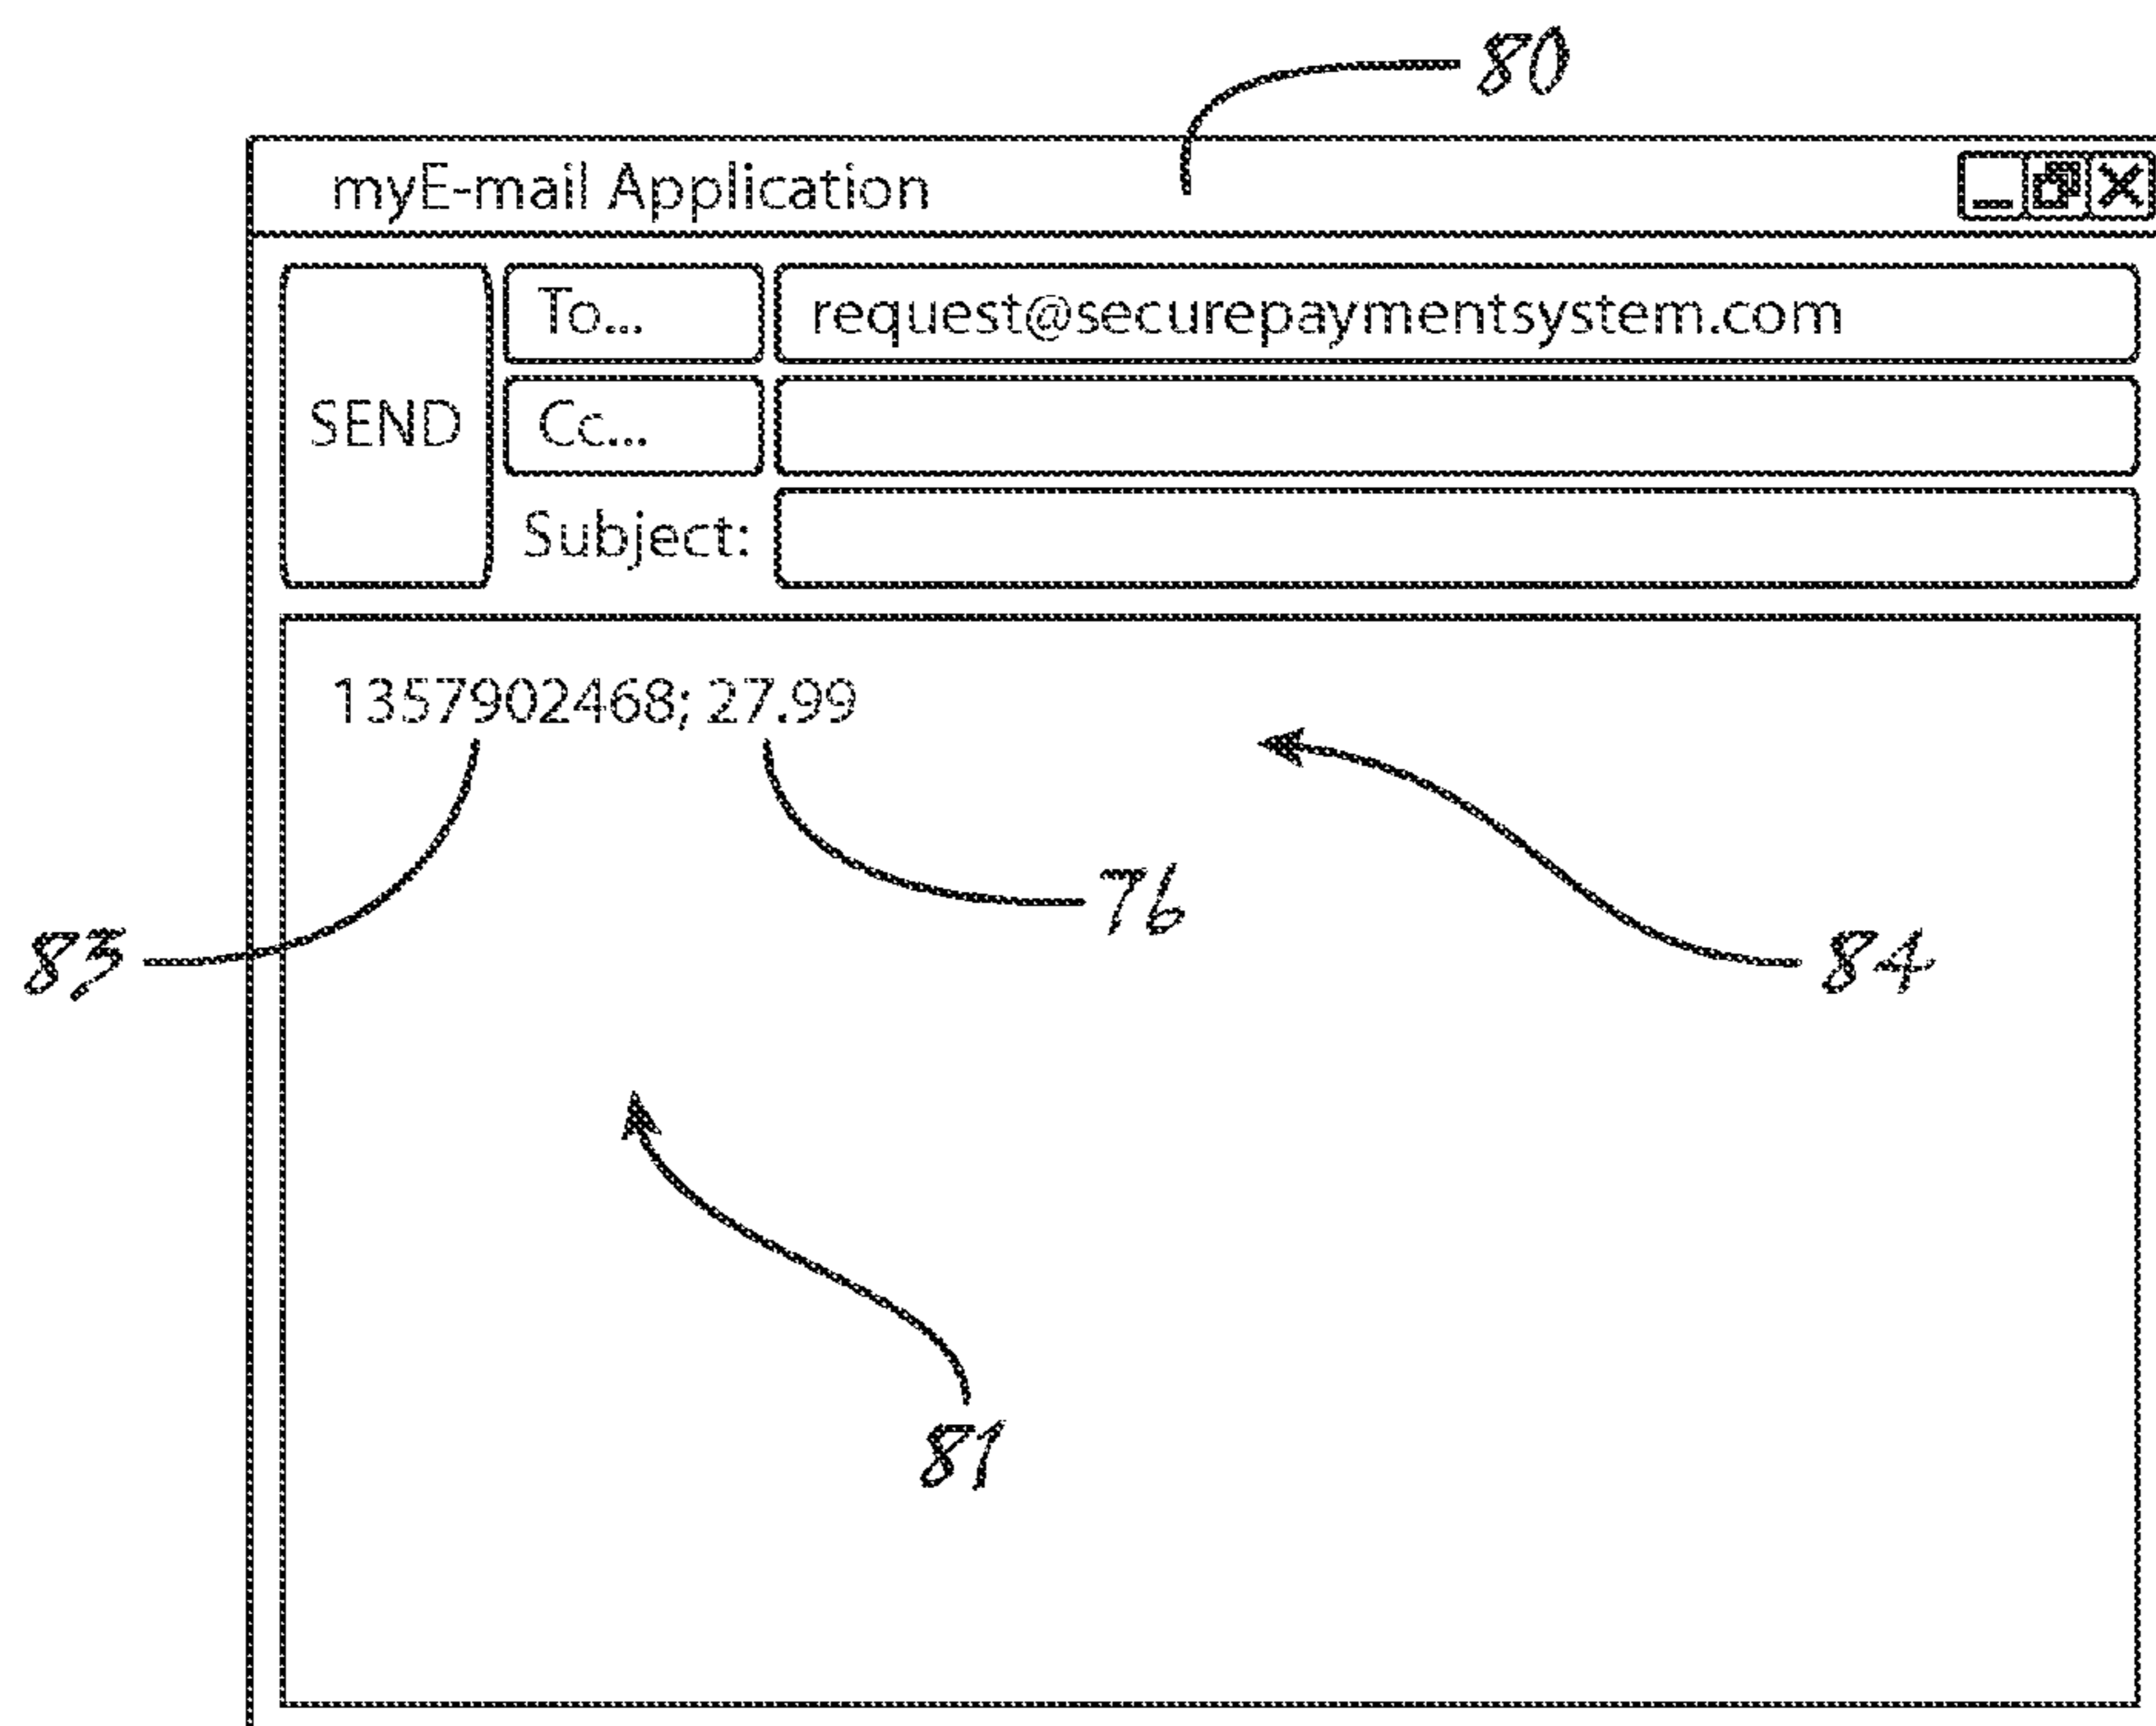 80
myE-mail Application
To... request@securepaymentsystem.com
SEND Cc...
Subject:
1357902468; 27.99
76
83 84
81